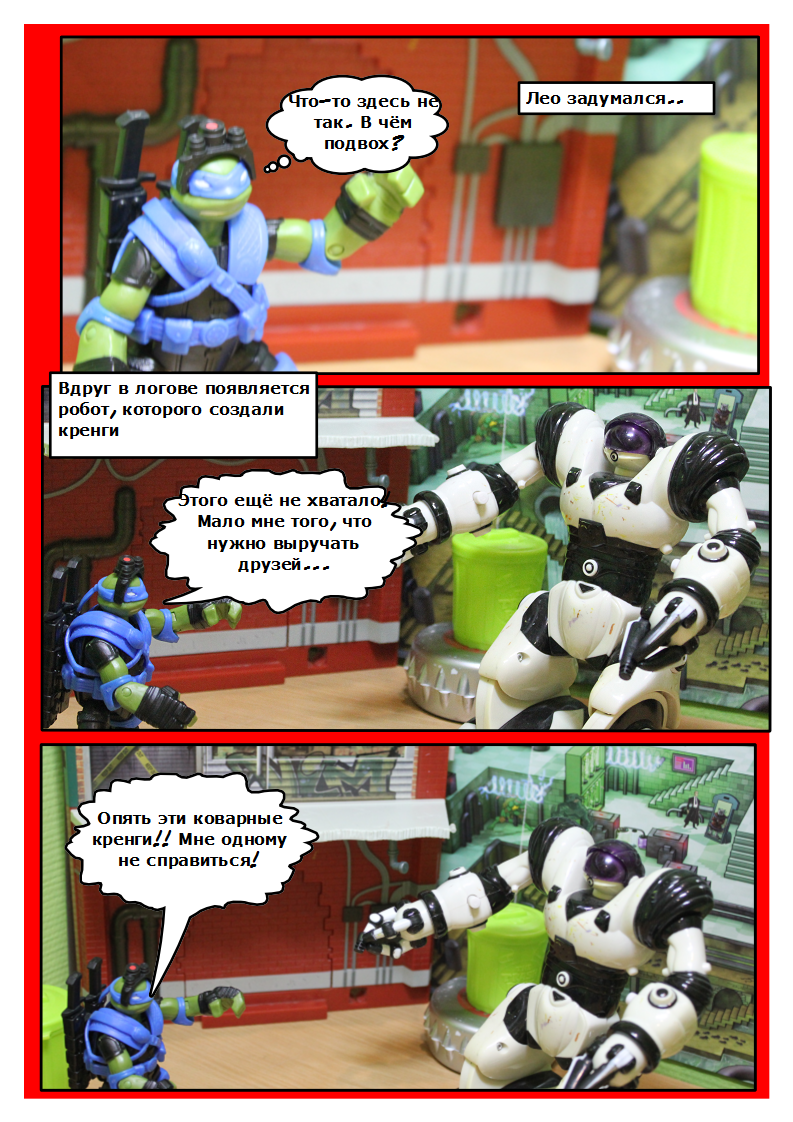 Что-то здесь не
так. В чём
подвох?
Лео задумался..
Вдруг в логове появляется
робот, которого создали
кренги
Этого ещё не хватало.
Мало мне того, что
нужно выручать
друзей...
Опять эти коварные
кренги!! Мне одному
не справиться!